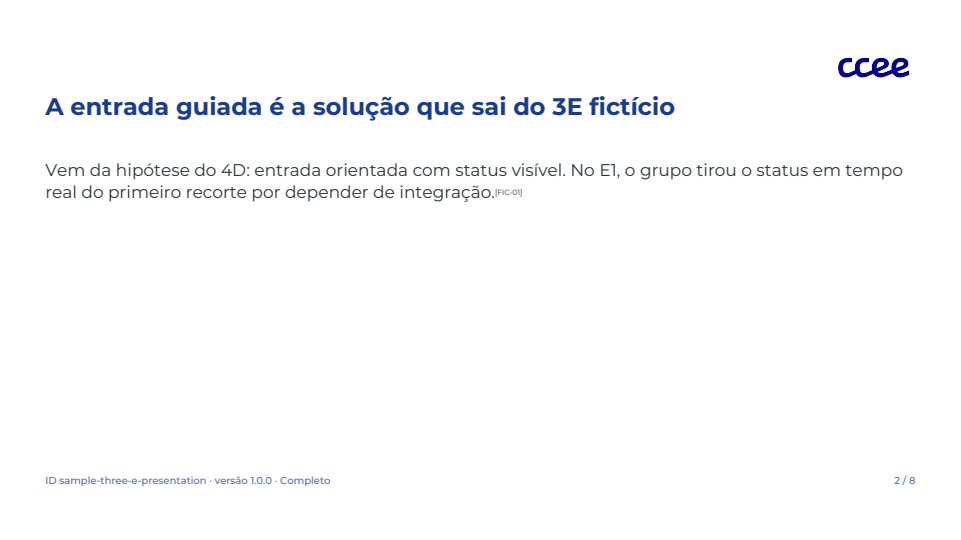 ccee
A entrada guiada é a solução que sai do 3E fictício
Vem da hipótese do 4D: entrada orientada com status visível. No E1, o grupo tirou o status em tempo
real do primeiro recorte por depender de integração.[FIC-01]
ID sample-three-e-presentation · versão 1.0.0 · Completo
2 / 8